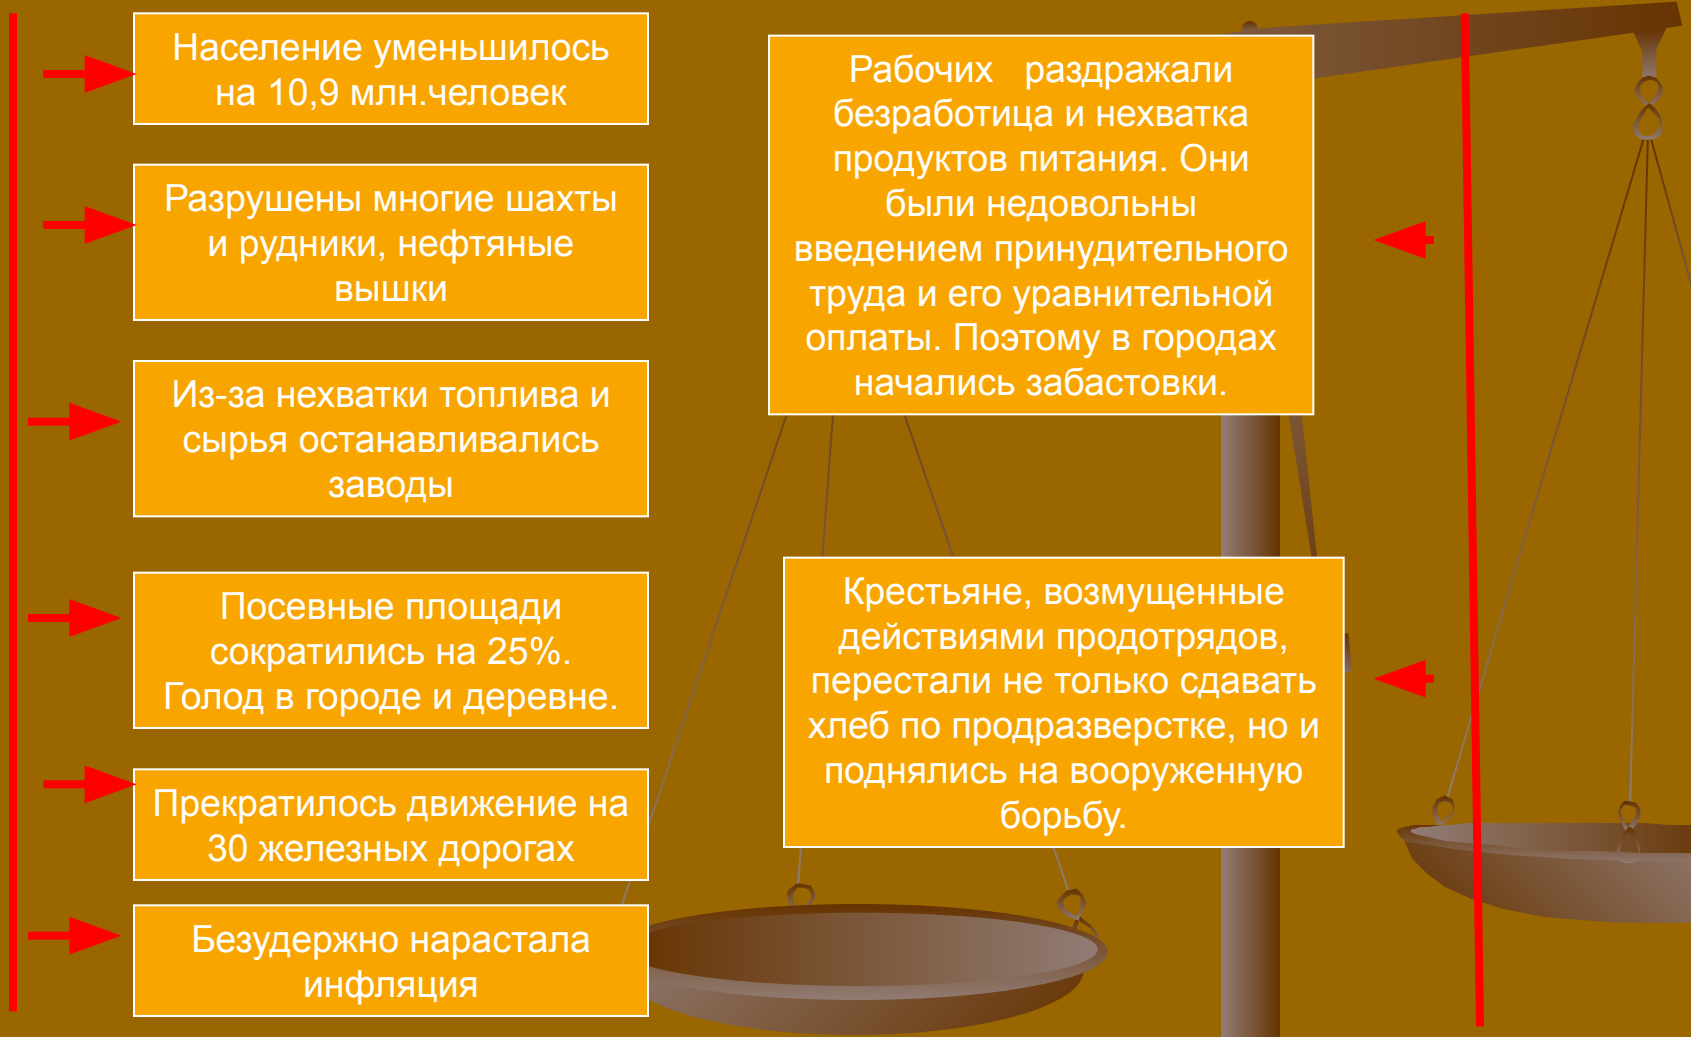 Население уменьшилось
на 10,9 млн.человек
Разрушены многие шахты
и рудники, нефтяные
вышки
Из-за нехватки топлива и
сырья останавливались
заводы
Посевные площади
сократились на 25%.
Голод в городе и деревне.
Прекратилось движение на
30 железных дорогах
Безудержно нарастала
инфляция
Рабочих раздражали
безработица и нехватка
продуктов питания. Они
были недовольны
введением принудительного
труда и его уравнительной
оплаты. Поэтому в городах
начались забастовки.
Крестьяне, возмущенные
действиями продотрядов,
перестали не только сдавать
хлеб по продразверстке, но и
поднялись на вооруженную
борьбу.